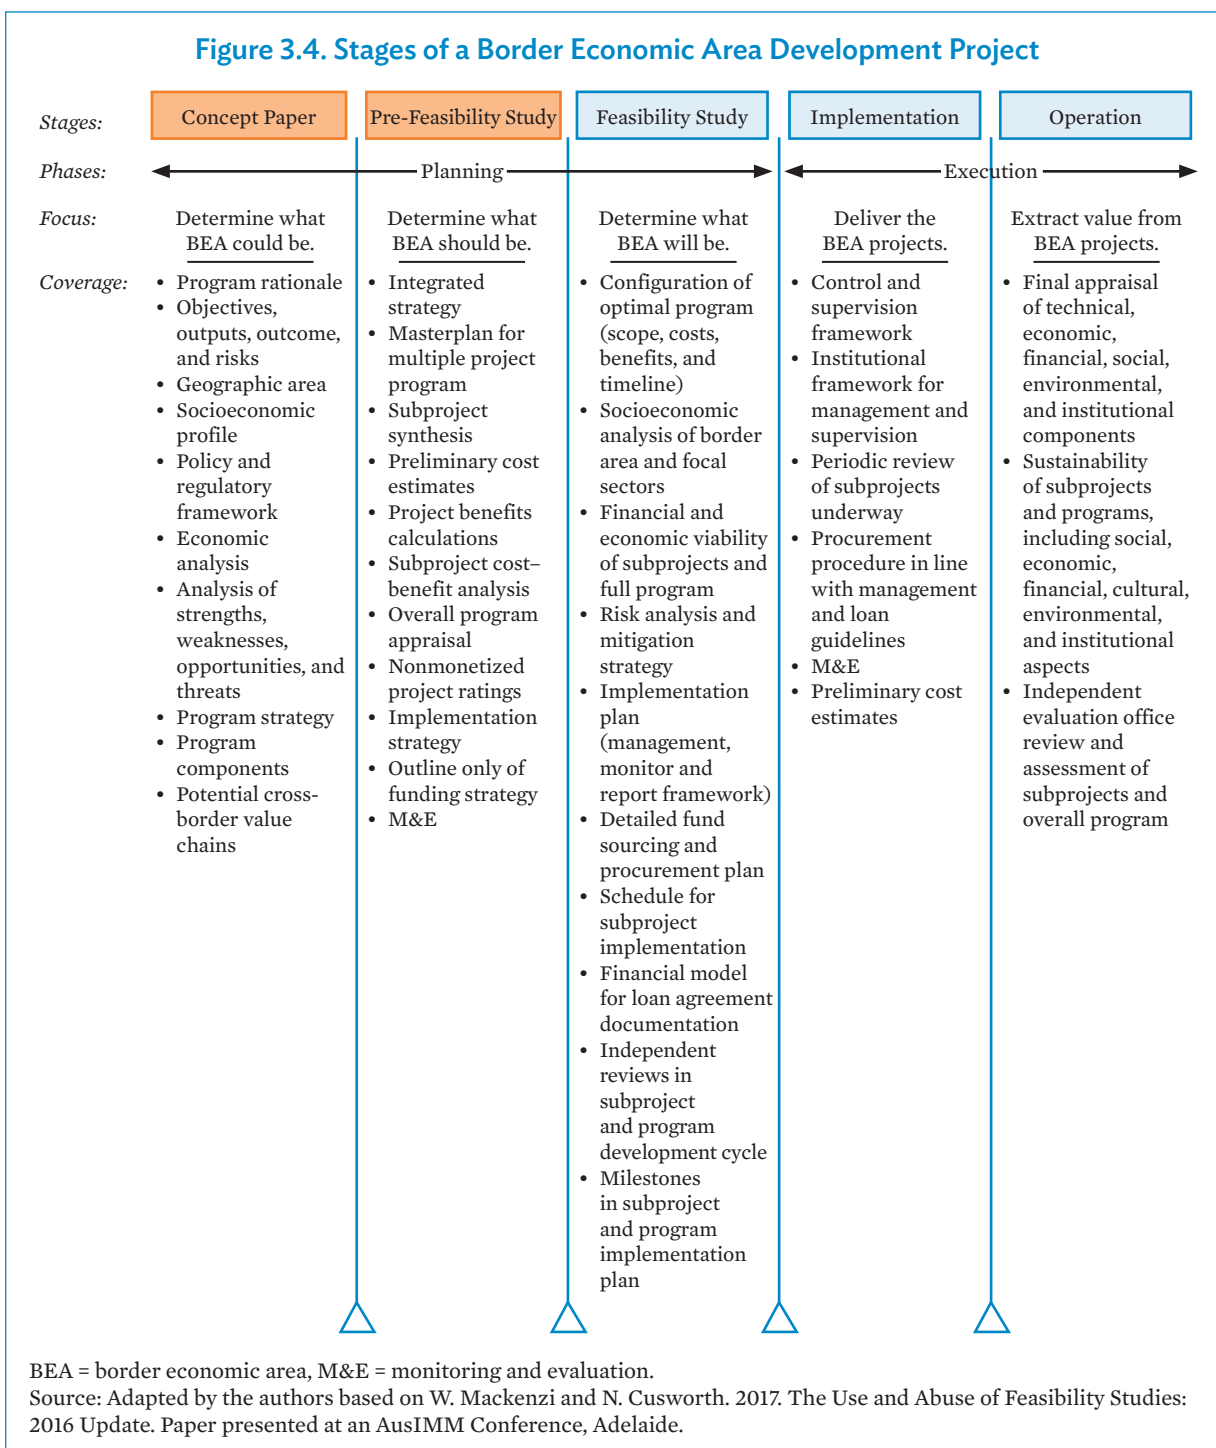 Figure 3.4. Stages of a Border Economic Area Development Project
Stages:
Concept Paper
Pre-Feasibility Study
Feasibility Study
Implementation
Operation
Phases:
Planning
Execution
Focus:
Determine what
BEA could be.
Determine what
BEA should be.
Determine what
BEA will be.
Deliver the
BEA projects.
Extract value from
BEA projects.
Coverage:
• Program rationale
• Objectives,
outputs, outcome,
and risks
• Geographic area
• Socioeconomic
profile
• Policy and
regulatory
framework
• Economic
analysis
• Analysis of
strengths,
weaknesses,
opportunities, and
threats
• Program strategy
• Program
components
• Potential cross-
border value
chains
• Integrated
strategy
• Masterplan for
multiple project
program
• Subproject
synthesis
• Preliminary cost
estimates
• Project benefits
calculations
• Subproject cost–
benefit analysis
• Overall program
appraisal
• Nonmonetized
project ratings
• Implementation
strategy
• Outline only of
funding strategy
• M&E
• Configuration of
optimal program
(scope, costs,
benefits, and
timeline)
• Socioeconomic
analysis of border
area and focal
sectors
• Financial and
economic viability
of subprojects and
full program
• Risk analysis and
mitigation
strategy
• Implementation
plan
(management,
monitor and
report framework)
• Detailed fund
sourcing and
procurement plan
• Schedule for
subproject
implementation
• Financial model
for loan agreement
documentation
• Independent
reviews in
subproject
and program
development cycle
• Milestones
in subproject
and program
implementation
plan
• Control and
supervision
framework
• Institutional
framework for
management and
supervision
• Periodic review
of subprojects
underway
• Procurement
procedure in line
with management
and loan
guidelines
• M&E
• Preliminary cost
estimates
• Final appraisal
of technical,
economic,
financial, social,
environmental,
and institutional
components
• Sustainability
of subprojects
and programs,
including social,
economic,
financial, cultural,
environmental,
and institutional
aspects
• Independent
evaluation office
review and
assessment of
subprojects and
overall program
BEA = border economic area, M&E = monitoring and evaluation.
Source: Adapted by the authors based on W. Mackenzi and N. Cusworth. 2017. The Use and Abuse of Feasibility Studies:
2016 Update. Paper presented at an AusIMM Conference, Adelaide.